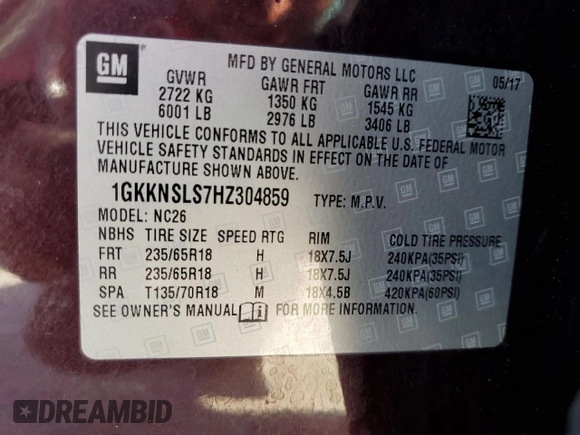 GM
MFD BY GENERAL MOTORS LLC
05/17
GVWR GAWR FRT GAWR RR
2722 KG 1350 KG 1545 KG
6001 LB 2976 LB 3406 LB
THIS VEHICLE CONFORMS TO ALL APPLICABLE U.S. FEDERAL MOTOR
VEHICLE SAFETY STANDARDS IN EFFECT ON THE DATE OF
MANUFACTURE SHOWN ABOVE.
1GKKNSLS7HZ304859 TYPE: M.P.V.
MODEL: NC26
NBHS TIRE SIZE SPEED RTG RIM COLD TIRE PRESSURE
FRT 235/65R18 H 18X7.5J 240KPA(35PSI)
RR 235/65R18 H 18X7.5J 240KPA(35PSI)
SPA T135/70R18 M 18X4.5B 420KPA(60PSI)
SEE OWNER'S MANUAL FOR MORE INFORMATION.
DREAMBID